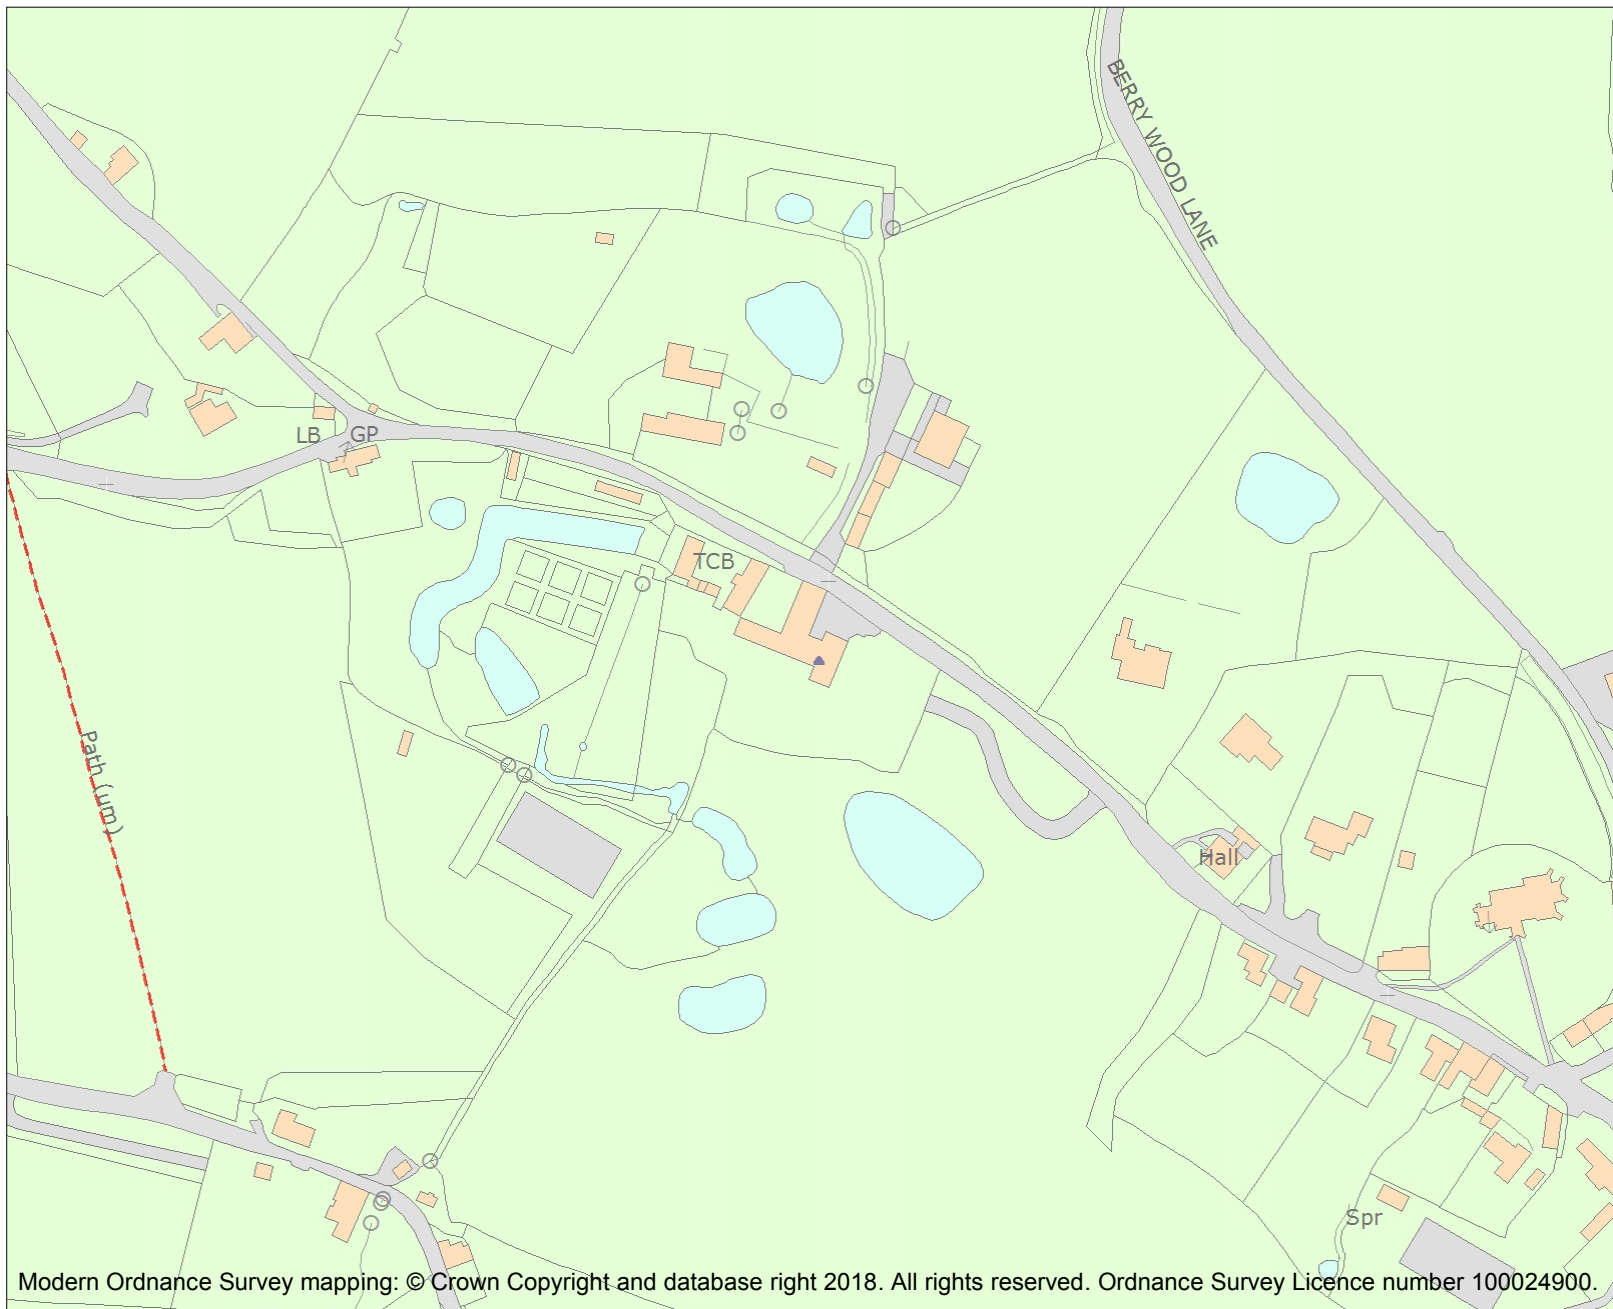 BERRY WOOD LANE
LB
GP
TCB
Path (um)
Hall
Spr
Modern Ordnance Survey mapping: © Crown Copyright and database right 2018. All rights reserved. Ordnance Survey Licence number 100024900.